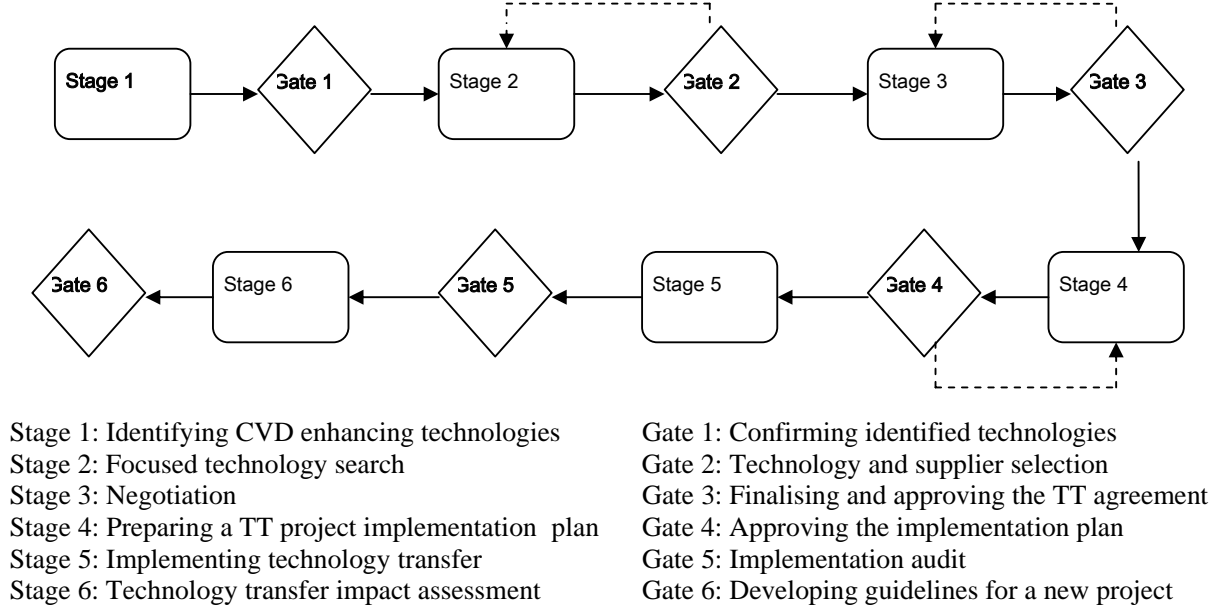 Stage 1
Gate 1
Stage 2
Gate 2
Stage 3
Gate 3
Gate 6
Stage 6
Gate 5
Stage 5
Gate 4
Stage 4
Stage 1: Identifying CVD enhancing technologies
Stage 2: Focused technology search
Stage 3: Negotiation
Stage 4: Preparing a TT project implementation plan
Stage 5: Implementing technology transfer
Stage 6: Technology transfer impact assessment
Gate 1: Confirming identified technologies
Gate 2: Technology and supplier selection
Gate 3: Finalising and approving the TT agreement
Gate 4: Approving the implementation plan
Gate 5: Implementation audit
Gate 6: Developing guidelines for a new project